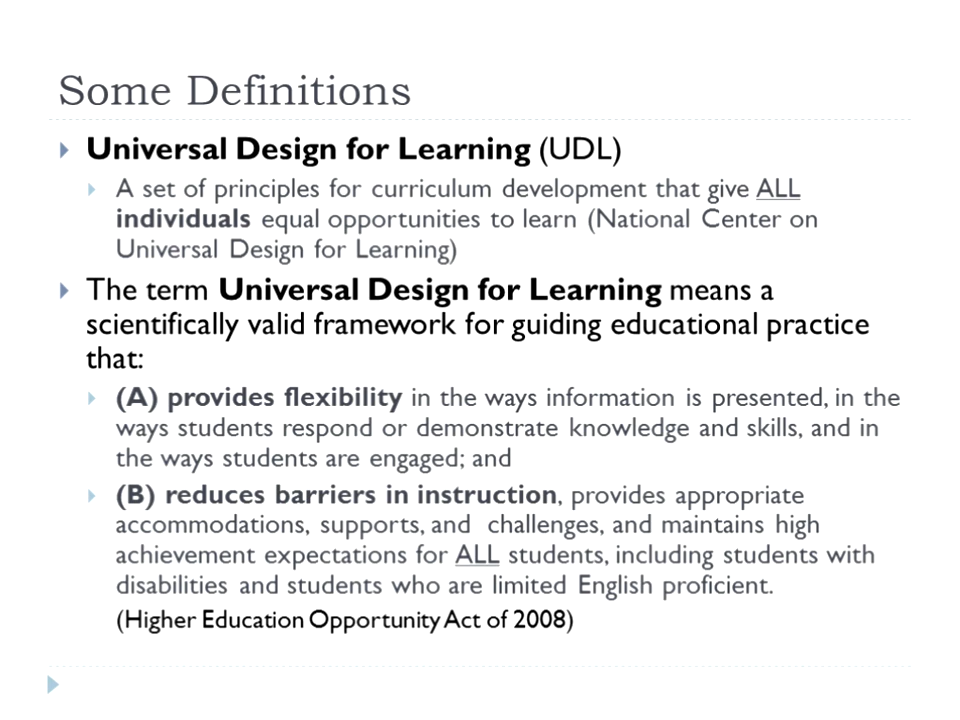 Some Definitions
Universal Design for Learning (UDL)
A set of principles for curriculum development that give ALL
individuals equal opportunities to learn (National Center on
Universal Design for Learning)
The term Universal Design for Learning means a
scientifically valid framework for guiding educational practice
that:
(A) provides flexibility in the ways information is presented, in the
ways students respond or demonstrate knowledge and skills, and in
the ways students are engaged; and
(B) reduces barriers in instruction, provides appropriate
accommodations, supports, and challenges, and maintains high
achievement expectations for ALL students, including students with
disabilities and students who are limited English proficient.
(Higher Education Opportunity Act of 2008)